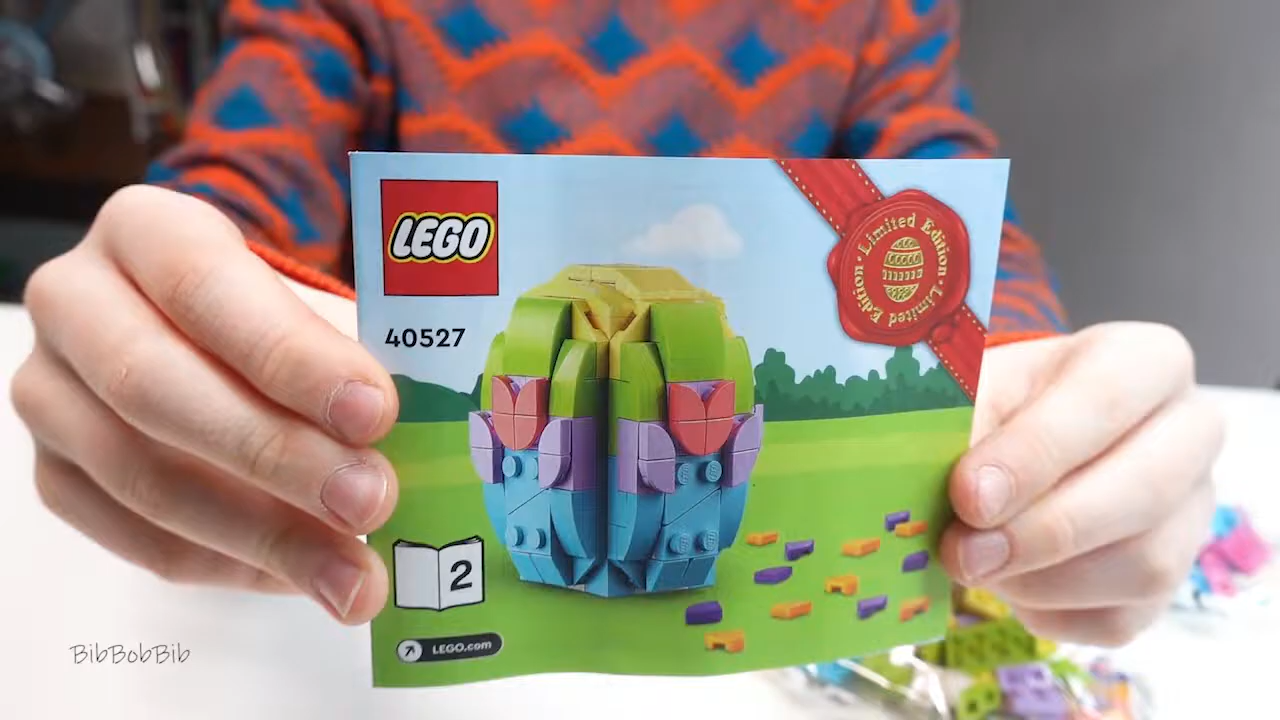 LEGO
40527
Limited Edition · Limited Edition ·
2
LEGO.com
BibBobBib